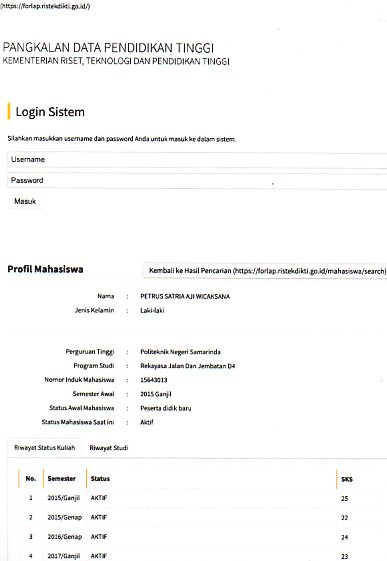 (https://forlap.ristekdikti.go.id/)
PANGKALAN DATA PENDIDIKAN TINGGI
KEMENTERIAN RISET, TEKNOLOGI DAN PENDIDIKAN TINGGI
Login Sistem
Silahkan masukkan username dan password Anda untuk masuk ke dalam sistem.
Username
Password
Masuk
Profil Mahasiswa
Kembali ke Hasil Pencarian (https://forlap.ristekdikti.go.id/mahasiswa/search)
Nama : PETRUS SATRIA AJI WICAKSANA
Jenis Kelamin : Laki-laki
Perguruan Tinggi : Politeknik Negeri Samarinda
Program Studi : Rekayasa Jalan Dan Jembatan D4
Nomor Induk Mahasiswa : 15643013
Semester Awal : 2015 Ganjil
Status Awal Mahasiswa : Peserta didik baru
Status Mahasiswa Saat ini : Aktif
Riwayat Status Kuliah Riwayat Studi
No. Semester Status SKS
1 2015/Ganjil AKTIF 25
2 2015/Genap AKTIF 22
3 2016/Genap AKTIF 24
4 2017/Ganjil AKTIF 23